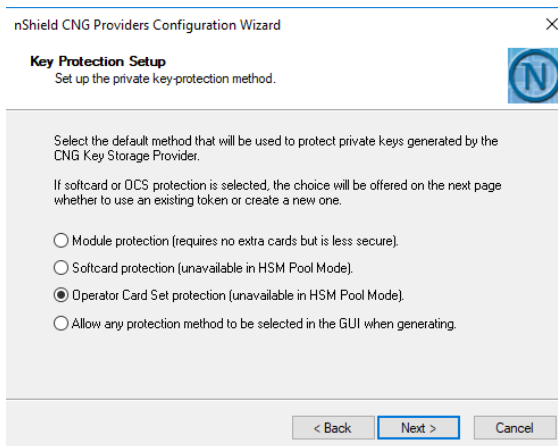 nShield CNG Providers Configuration Wizard
Key Protection Setup
Set up the private key-protection method.
N
Select the default method that will be used to protect private keys generated by the
CNG Key Storage Provider.
If softcard or OCS protection is selected, the choice will be offered on the next page
whether to use an existing token or create a new one.
Module protection (requires no extra cards but is less secure).
Softcard protection (unavailable in HSM Pool Mode).
Operator Card Set protection (unavailable in HSM Pool Mode).
Allow any protection method to be selected in the GUI when generating.
< Back Next > Cancel